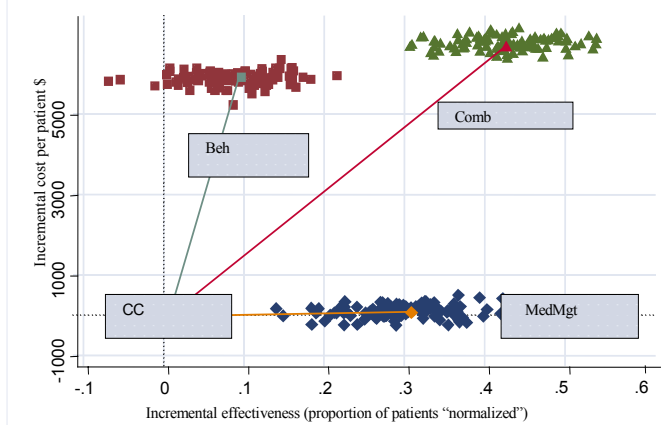 Incremental cost per patient $
5000
3000
1000
-1000
Comb
Beh
CC
MedMgt
-.1 0 .1 .2 .3 .4 .5 .6
Incremental effectiveness (proportion of patients “normalized”)